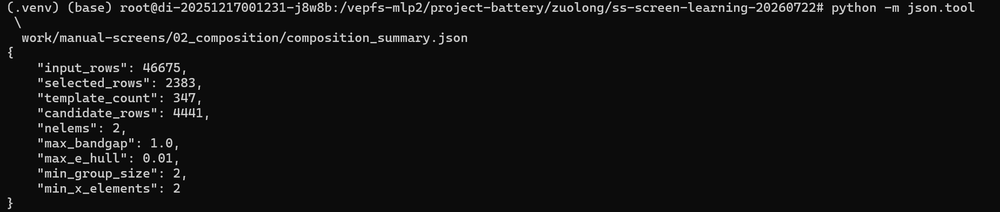 (.venv) (base) root@di-20251217001231-j8w8b:/vepfs-mlp2/project-battery/zuolong/ss-screen-learning-20260722# python -m json.tool
 \
  work/manual-screens/02_composition/composition_summary.json
{
    "input_rows": 46675,
    "selected_rows": 2383,
    "template_count": 347,
    "candidate_rows": 4441,
    "nelems": 2,
    "max_bandgap": 1.0,
    "max_e_hull": 0.01,
    "min_group_size": 2,
    "min_x_elements": 2
}